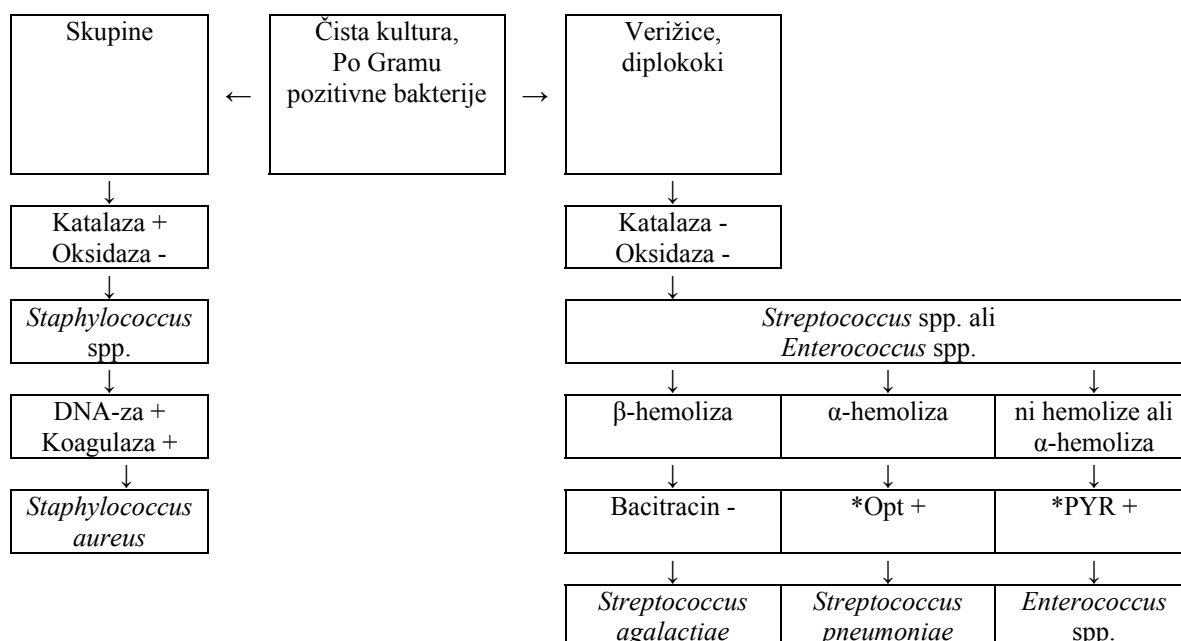 Skupine
Čista kultura,
Po Gramu
pozitivne bakterije
Verižice,
diplokoki
← →
↓ ↓
Katalaza +
Oksidaza -
Katalaza -
Oksidaza -
↓ ↓
Staphylococcus
spp.
Streptococcus spp. ali
Enterococcus spp.
↓ ↓ ↓ ↓
DNA-za +
Koagulaza +
β-hemoliza
α-hemoliza
ni hemolize ali
α-hemoliza
↓ ↓ ↓ ↓
Staphylococcus
aureus
Bacitracin -
*Opt +
*PYR +
↓ ↓ ↓
Streptococcus
agalactiae
Streptococcus
pneumoniae
Enterococcus
spp.